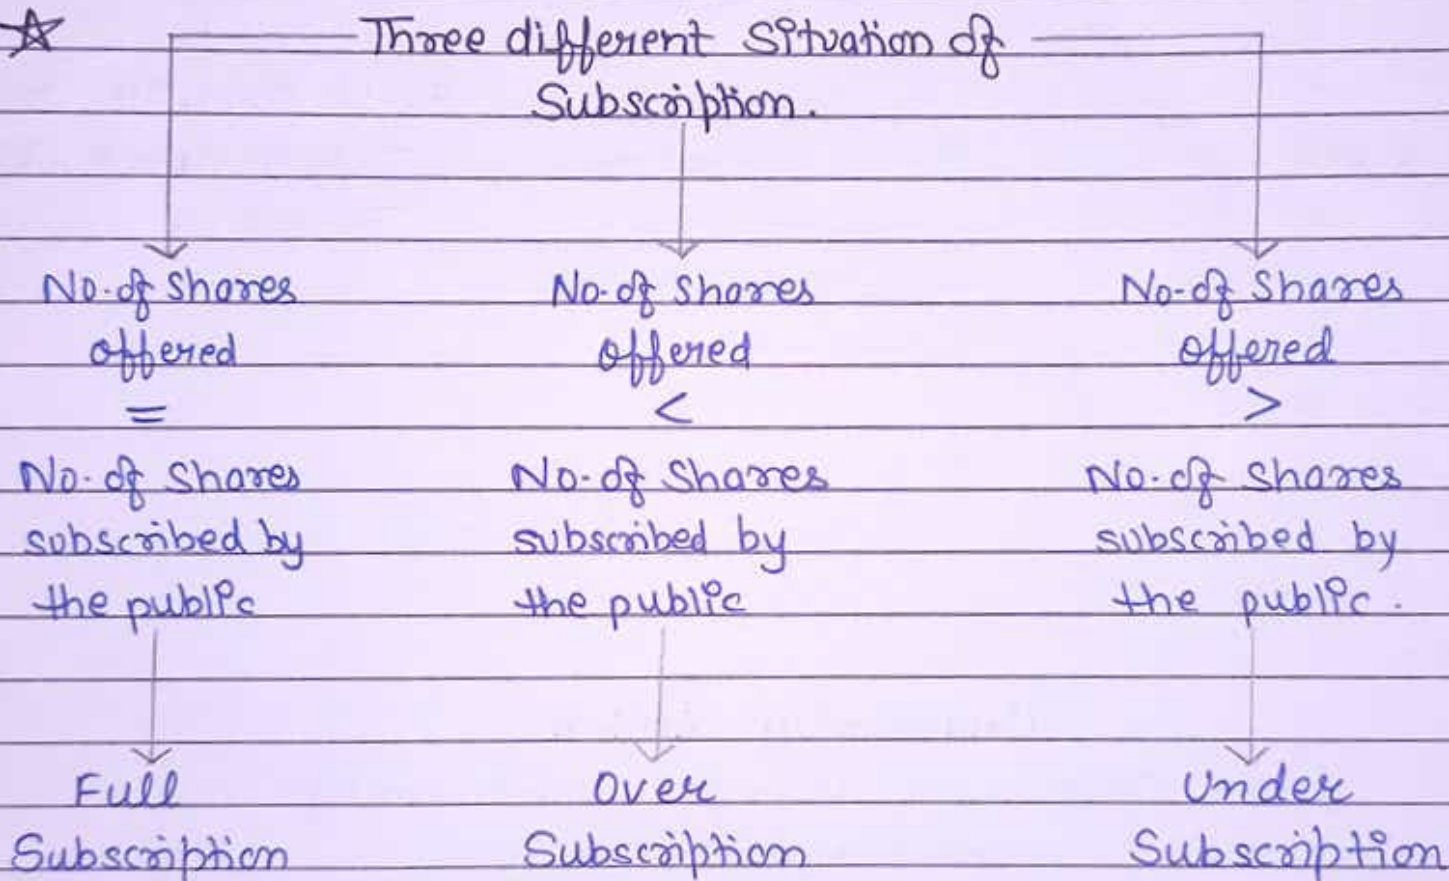 Three different Situation of
Subscription.
No. of Shares
offered
=
No. of Shares
subscribed by
the public
Full
Subscription
No. of Shares
offered
<
No. of Shares
subscribed by
the public
Over
Subscription
No. of Shares
offered
>
No. of Shares
subscribed by
the public.
Under
Subscription